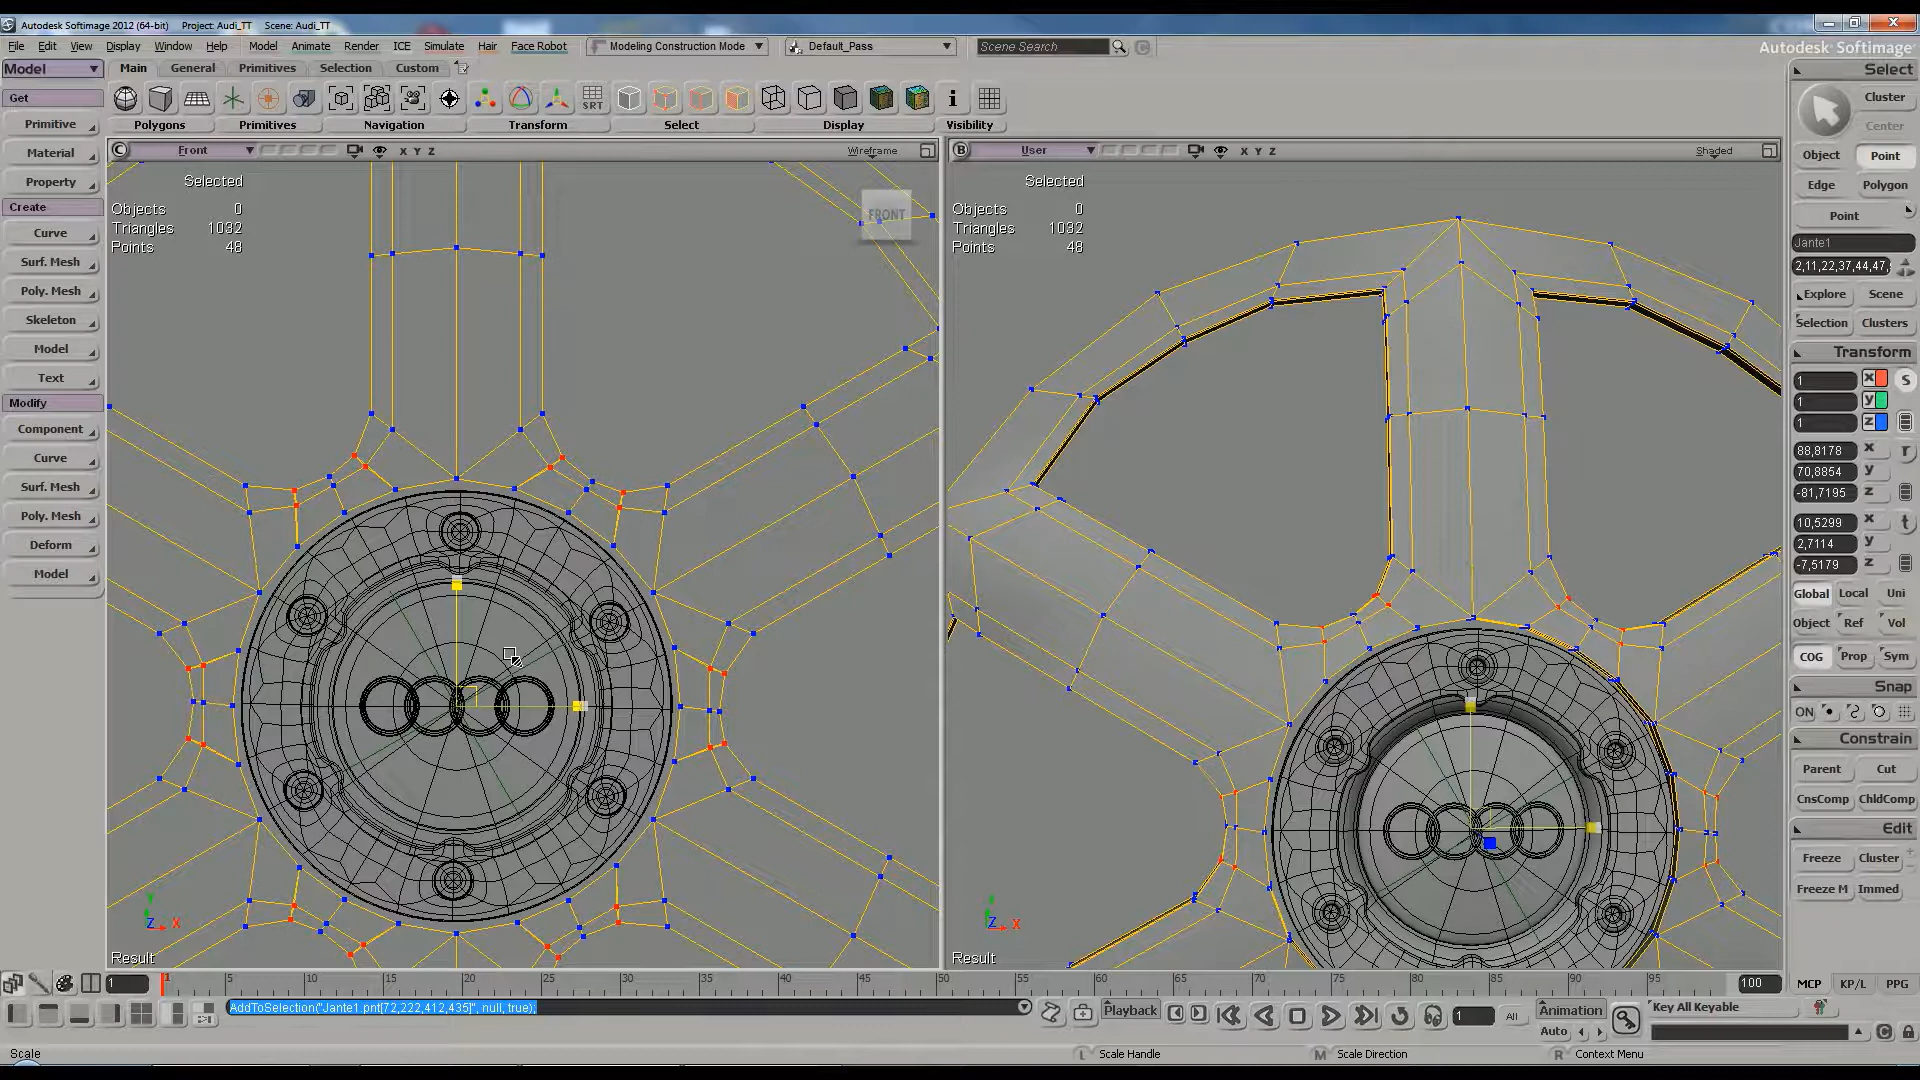 Autodesk Softimage 2012 (64-bit) Project: Audi_TT Scene: Audi_TT
File Edit View Display Window Help Model Animate Render ICE Simulate Hair Face Robot Modeling Construction Mode Default_Pass Scene Search
Autodesk Softimage
Model Main General Primitives Selection Custom
Get
Primitive
Material
Property
Create
Curve
Surf. Mesh
Poly. Mesh
Skeleton
Model
Text
Modify
Component
Curve
Surf. Mesh
Poly. Mesh
Deform
Model
SRT
Polygons Primitives Navigation Transform Select Display Visibility
C Front X Y Z Wireframe
Selected
Objects 0
Triangles 1032
Points 48
FRONT
Y
Z X
Result
B User X Y Z Shaded
Selected
Objects 0
Triangles 1032
Points 48
Z X
Result
Select
Cluster
Center
Object Point
Edge Polygon
Point
Jante1
2,11,22,37,44,47,
Explore Scene
Selection Clusters
Transform
1 X S
1 y
1 z
88,8178 x r
70,8854 y
-81,7195 z
10,5299 x t
2,7114 y
-7,5179 z
Global Local Uni
Object Ref Vol
COG Prop Sym
Snap
ON
Constrain
Parent Cut
CnsComp ChldComp
Edit
Freeze Cluster
Freeze M Immed
1 1 5 10 15 20 25 30 35 40 45 50 55 60 65 70 75 80 85 90 95 100 MCP KP/L PPG
AddToSelection("Jante1.pnt[72,222,412,435]", null, true);
Playback 1 All Animation Key All Keyable
Auto
Scale L Scale Handle M Scale Direction R Context Menu